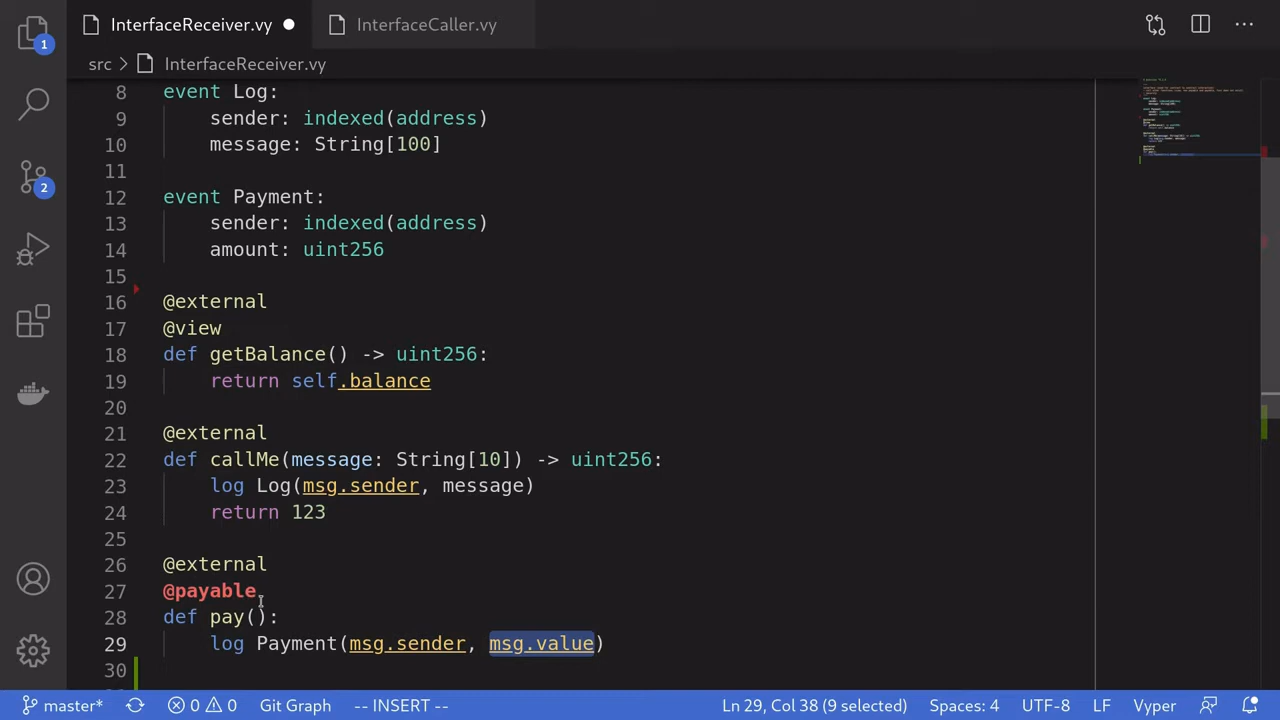 InterfaceReceiver.vy
InterfaceCaller.vy
src > InterfaceReceiver.vy
8 event Log:
9 sender: indexed(address)
10 message: String[100]
11
12 event Payment:
13 sender: indexed(address)
14 amount: uint256
15
16 @external
17 @view
18 def getBalance() -> uint256:
19 return self.balance
20
21 @external
22 def callMe(message: String[10]) -> uint256:
23 log Log(msg.sender, message)
24 return 123
25
26 @external
27 @payable
28 def pay():
29 log Payment(msg.sender, msg.value)
30
1
2
master* 0 0 Git Graph -- INSERT -- Ln 29, Col 38 (9 selected) Spaces: 4 UTF-8 LF Vyper